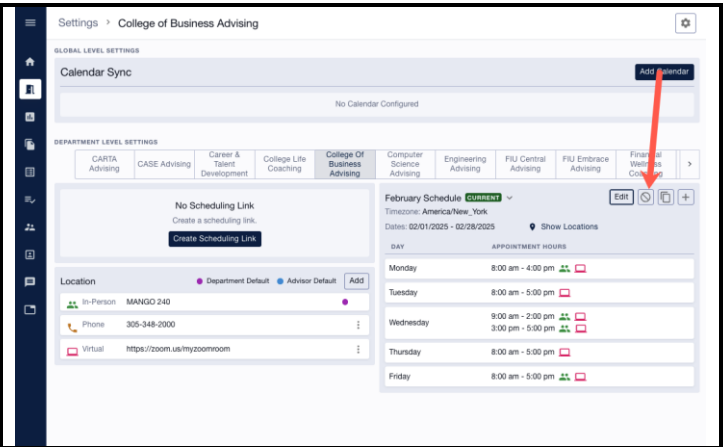 Settings > College of Business Advising
GLOBAL LEVEL SETTINGS
Calendar Sync
Add Calendar
No Calendar Configured
DEPARTMENT LEVEL SETTINGS
CARTA
Advising
CASE Advising
Career &
Talent
Development
College Life
Coaching
College Of
Business
Advising
Computer
Science
Advising
Engineering
Advising
FIU Central
Advising
FIU Embrace
Advising
Financial
Wellness
Coaching
No Scheduling Link
Create a scheduling link.
Create Scheduling Link
Location
Department Default
Advisor Default
Add
In-Person MANGO 240
Phone 305-348-2000
Virtual https://zoom.us/myzoomroom
February Schedule CURRENT
Edit
Timezone: America/New_York
Dates: 02/01/2025 - 02/28/2025
Show Locations
DAY APPOINTMENT HOURS
Monday 8:00 am - 4:00 pm
Tuesday 8:00 am - 5:00 pm
Wednesday 9:00 am - 2:00 pm
3:00 pm - 5:00 pm
Thursday 8:00 am - 5:00 pm
Friday 8:00 am - 5:00 pm